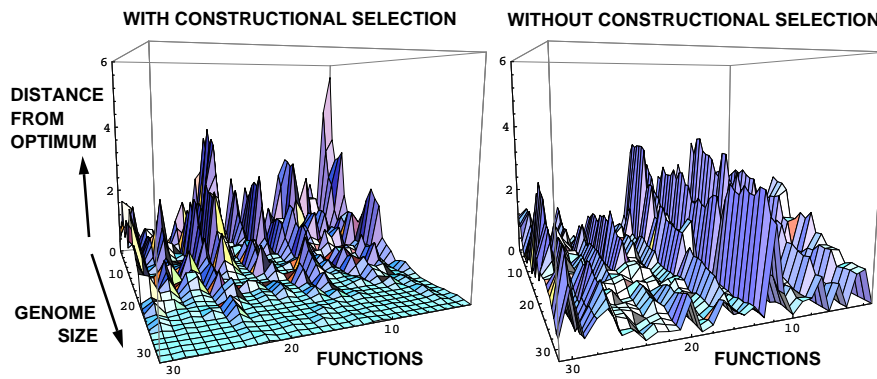 WITH CONSTRUCTIONAL SELECTION
WITHOUT CONSTRUCTIONAL SELECTION
DISTANCE
FROM
OPTIMUM
6
4
2
0
10
20
30
GENOME
SIZE
30
20
10
FUNCTIONS
6
4
2
0
10
20
30
30
20
10
FUNCTIONS